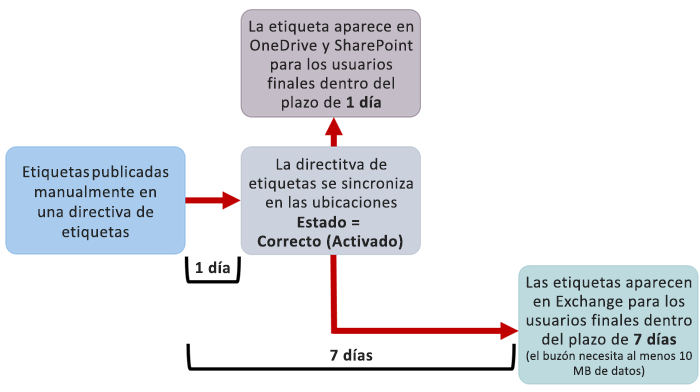 La etiqueta aparece en
OneDrive y SharePoint
para los usuarios
finales dentro del
plazo de 1 día
Etiquetas publicadas
manualmente en
una directiva de
etiquetas
La directitva de
etiquetas se sincroniza
en las ubicaciones
Estado =
Correcto (Activado)
1 día
Las etiquetas aparecen
en Exchange para los
usuarios finales dentro
del plazo de 7 días
(el buzón necesita al menos 10
MB de datos)
7 días